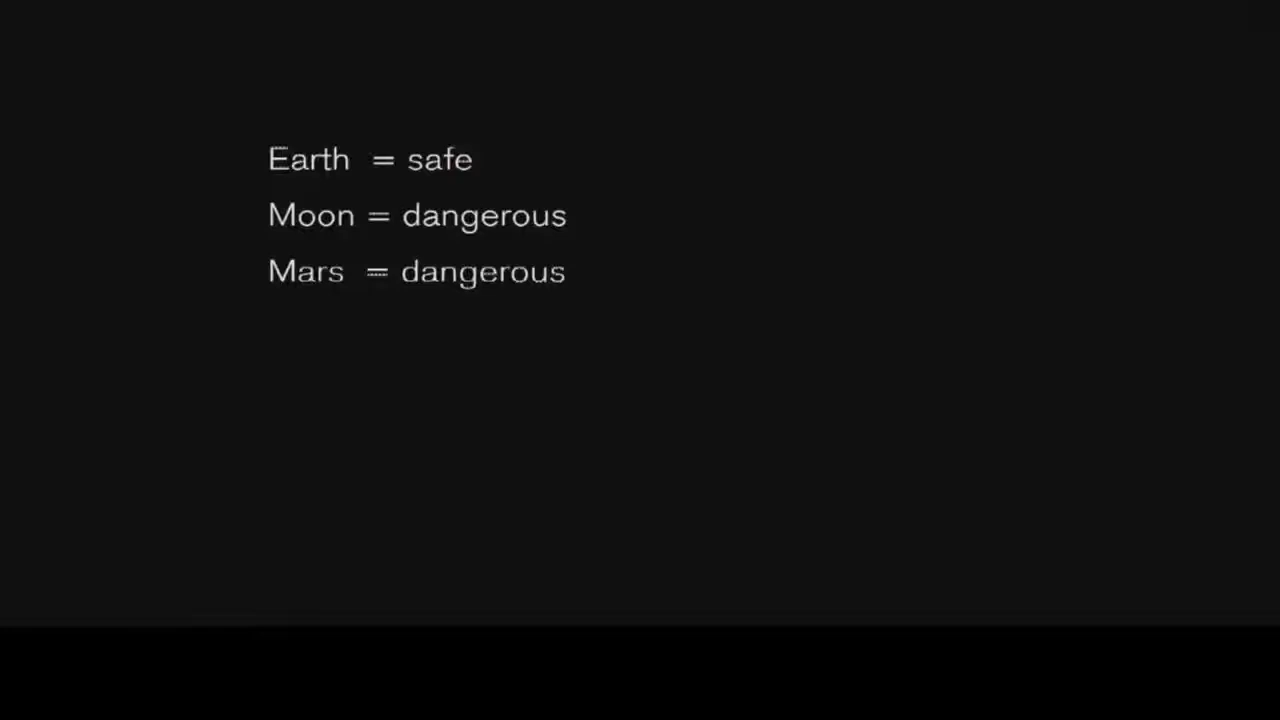 Earth = safe
Moon = dangerous
Mars = dangerous